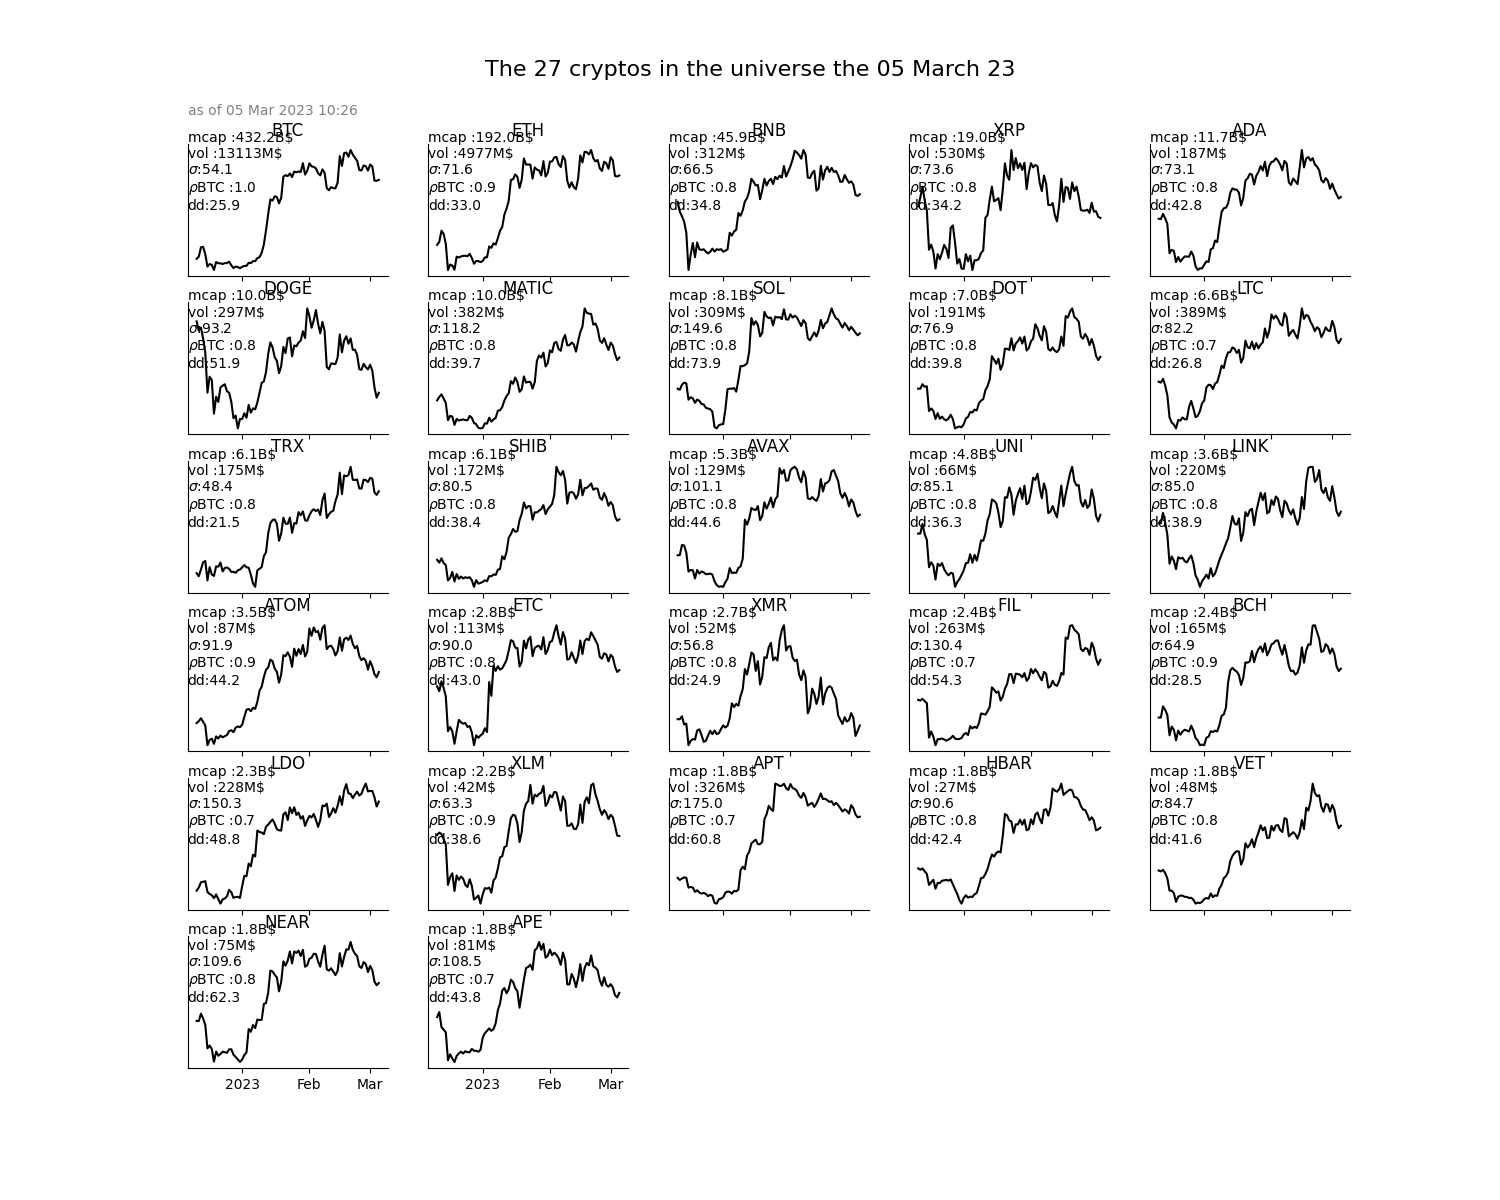 The 27 cryptos in the universe the 05 March 23
as of 05 Mar 2023 10:26
BTC
mcap :432.2B$
vol :13113M$
σ:54.1
ρBTC :1.0
dd:25.9
ETH
mcap :192.0B$
vol :4977M$
σ:71.6
ρBTC :0.9
dd:33.0
BNB
mcap :45.9B$
vol :312M$
σ:66.5
ρBTC :0.8
dd:34.8
XRP
mcap :19.0B$
vol :530M$
σ:73.6
ρBTC :0.8
dd:34.2
ADA
mcap :11.7B$
vol :187M$
σ:73.1
ρBTC :0.8
dd:42.8
DOGE
mcap :10.0B$
vol :297M$
σ:93.2
ρBTC :0.8
dd:51.9
MATIC
mcap :10.0B$
vol :382M$
σ:118.2
ρBTC :0.8
dd:39.7
SOL
mcap :8.1B$
vol :309M$
σ:149.6
ρBTC :0.8
dd:73.9
DOT
mcap :7.0B$
vol :191M$
σ:76.9
ρBTC :0.8
dd:39.8
LTC
mcap :6.6B$
vol :389M$
σ:82.2
ρBTC :0.7
dd:26.8
TRX
mcap :6.1B$
vol :175M$
σ:48.4
ρBTC :0.8
dd:21.5
SHIB
mcap :6.1B$
vol :172M$
σ:80.5
ρBTC :0.8
dd:38.4
AVAX
mcap :5.3B$
vol :129M$
σ:101.1
ρBTC :0.8
dd:44.6
UNI
mcap :4.8B$
vol :66M$
σ:85.1
ρBTC :0.8
dd:36.3
LINK
mcap :3.6B$
vol :220M$
σ:85.0
ρBTC :0.8
dd:38.9
ATOM
mcap :3.5B$
vol :87M$
σ:91.9
ρBTC :0.9
dd:44.2
ETC
mcap :2.8B$
vol :113M$
σ:90.0
ρBTC :0.8
dd:43.0
XMR
mcap :2.7B$
vol :52M$
σ:56.8
ρBTC :0.8
dd:24.9
FIL
mcap :2.4B$
vol :263M$
σ:130.4
ρBTC :0.7
dd:54.3
BCH
mcap :2.4B$
vol :165M$
σ:64.9
ρBTC :0.9
dd:28.5
LDO
mcap :2.3B$
vol :228M$
σ:150.3
ρBTC :0.7
dd:48.8
XLM
mcap :2.2B$
vol :42M$
σ:63.3
ρBTC :0.9
dd:38.6
APT
mcap :1.8B$
vol :326M$
σ:175.0
ρBTC :0.7
dd:60.8
HBAR
mcap :1.8B$
vol :27M$
σ:90.6
ρBTC :0.8
dd:42.4
VET
mcap :1.8B$
vol :48M$
σ:84.7
ρBTC :0.8
dd:41.6
NEAR
mcap :1.8B$
vol :75M$
σ:109.6
ρBTC :0.8
dd:62.3
APE
mcap :1.8B$
vol :81M$
σ:108.5
ρBTC :0.7
dd:43.8
2023 Feb Mar
2023 Feb Mar